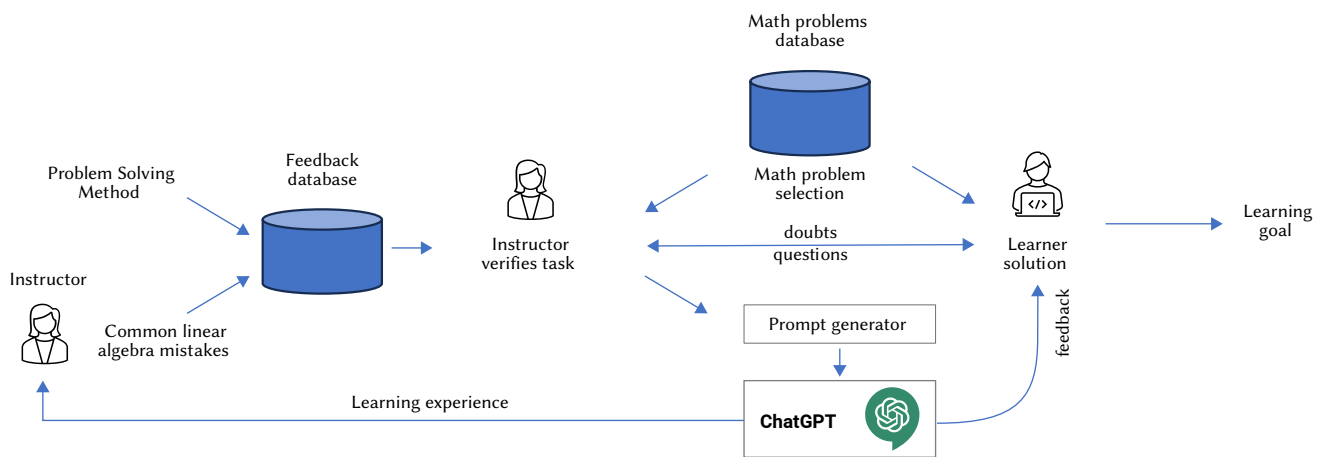 Math problems
database
Problem Solving
Method
Feedback
database
Math problem
selection
Instructor
verifies task
doubts
questions
</>
Learner
solution
Learning
goal
Instructor
Common linear
algebra mistakes
Prompt generator
feedback
Learning experience
ChatGPT